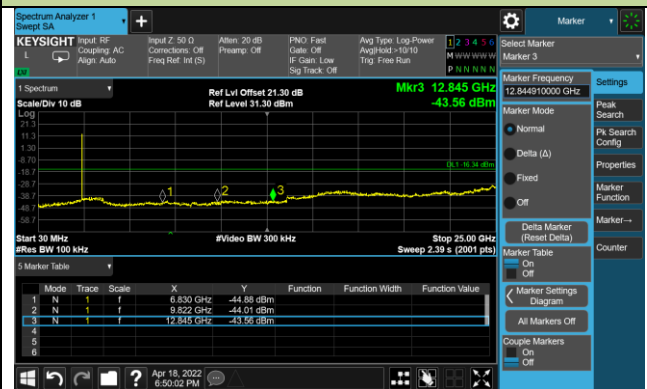 Spectrum Analyzer 1
Swept SA
Marker
KEYSIGHT
L
Input: RF
Coupling: AC
Align: Auto
Input Z: 50 Ω
Corrections: Off
Freq Ref: Int (S)
Atten: 20 dB
Preamp: Off
PNO: Fast
Gate: Off
IF Gain: Low
Sig Track: Off
Avg Type: Log-Power
Avg|Hold:>10/10
Trig: Free Run
1 2 3 4 5 6
M W W W W W
P N N N N N
Select Marker
Marker 3
Marker Frequency
12.844910000 GHz
Marker Mode
Normal
Delta (Δ)
Fixed
Off
Delta Marker
(Reset Delta)
Marker Table
On
Off
Marker Settings
Diagram
All Markers Off
Couple Markers
On
Off
Settings
Peak
Search
Pk Search
Config
Properties
Marker
Function
Marker→
Counter
1 Spectrum
Scale/Div 10 dB
Log
Ref Lvl Offset 21.30 dB
Ref Level 31.30 dBm
Mkr3 12.845 GHz
-43.56 dBm
21.3
11.3
1.30
-8.70
-18.7
-28.7
-38.7
-48.7
-58.7
DL1 -16.34 dBm
1
2
3
Start 30 MHz
#Res BW 100 kHz
#Video BW 300 kHz
Stop 25.00 GHz
Sweep 2.39 s (2001 pts)
5 Marker Table
Mode Trace Scale X Y Function Function Width Function Value
1 N 1 f 6.830 GHz -44.88 dBm
2 N 1 f 9.822 GHz -44.01 dBm
3 N 1 f 12.845 GHz -43.56 dBm
4
5
6
Apr 18, 2022
6:50:02 PM